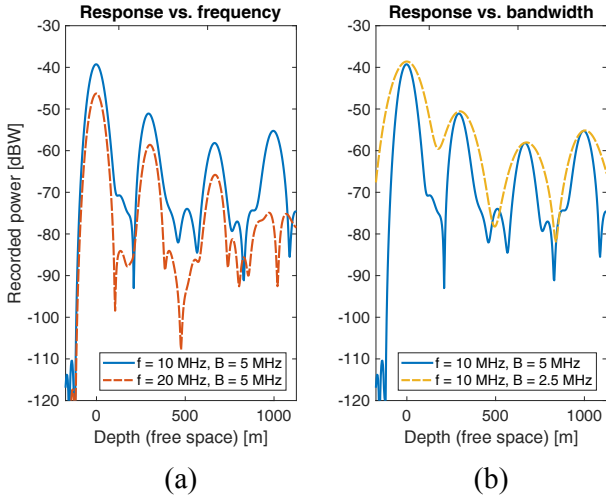 Response vs. frequency
Response vs. bandwidth
-30
-40
-50
-60
-70
-80
-90
-100
-110
-120
Recorded power [dBW]
f = 10 MHz, B = 5 MHz
f = 20 MHz, B = 5 MHz
0 500 1000
Depth (free space) [m]
(a)
-30
-40
-50
-60
-70
-80
-90
-100
-110
-120
f = 10 MHz, B = 5 MHz
f = 10 MHz, B = 2.5 MHz
0 500 1000
Depth (free space) [m]
(b)